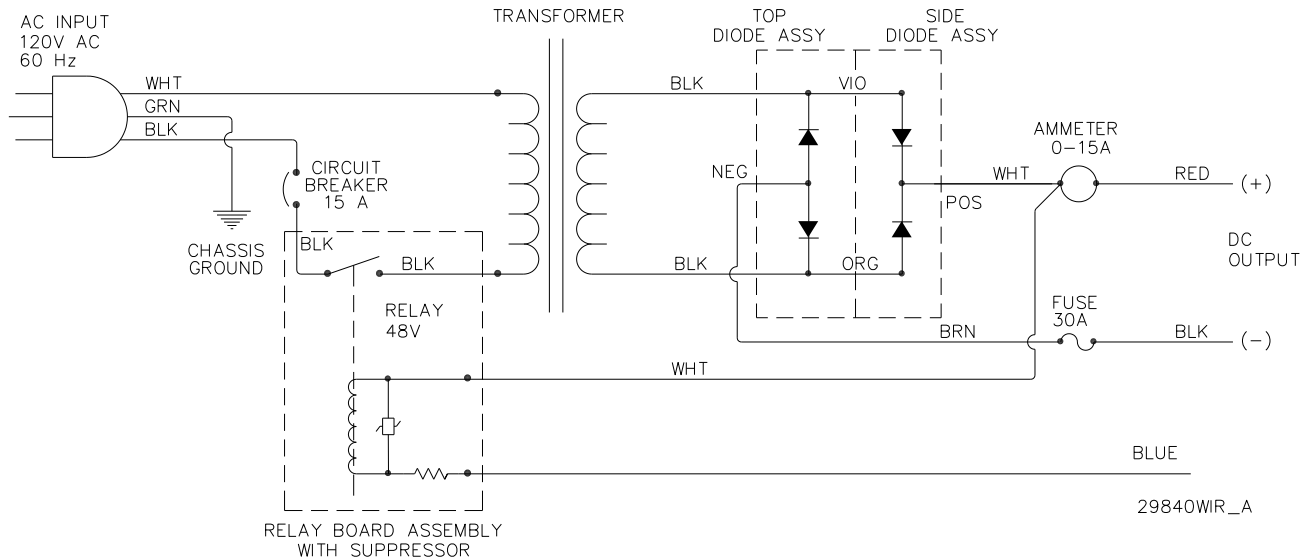 AC INPUT
120V AC
60 Hz
TRANSFORMER
TOP
DIODE ASSY
SIDE
DIODE ASSY
WHT
GRN
BLK
BLK
VIO
AMMETER
0-15A
CIRCUIT
BREAKER
15 A
NEG
WHT
RED
(+)
POS
CHASSIS
GROUND
BLK
BLK
BLK
ORG
DC
OUTPUT
RELAY
48V
FUSE
30A
BRN
BLK
(-)
WHT
BLUE
29840WIR_A
RELAY BOARD ASSEMBLY
WITH SUPPRESSOR